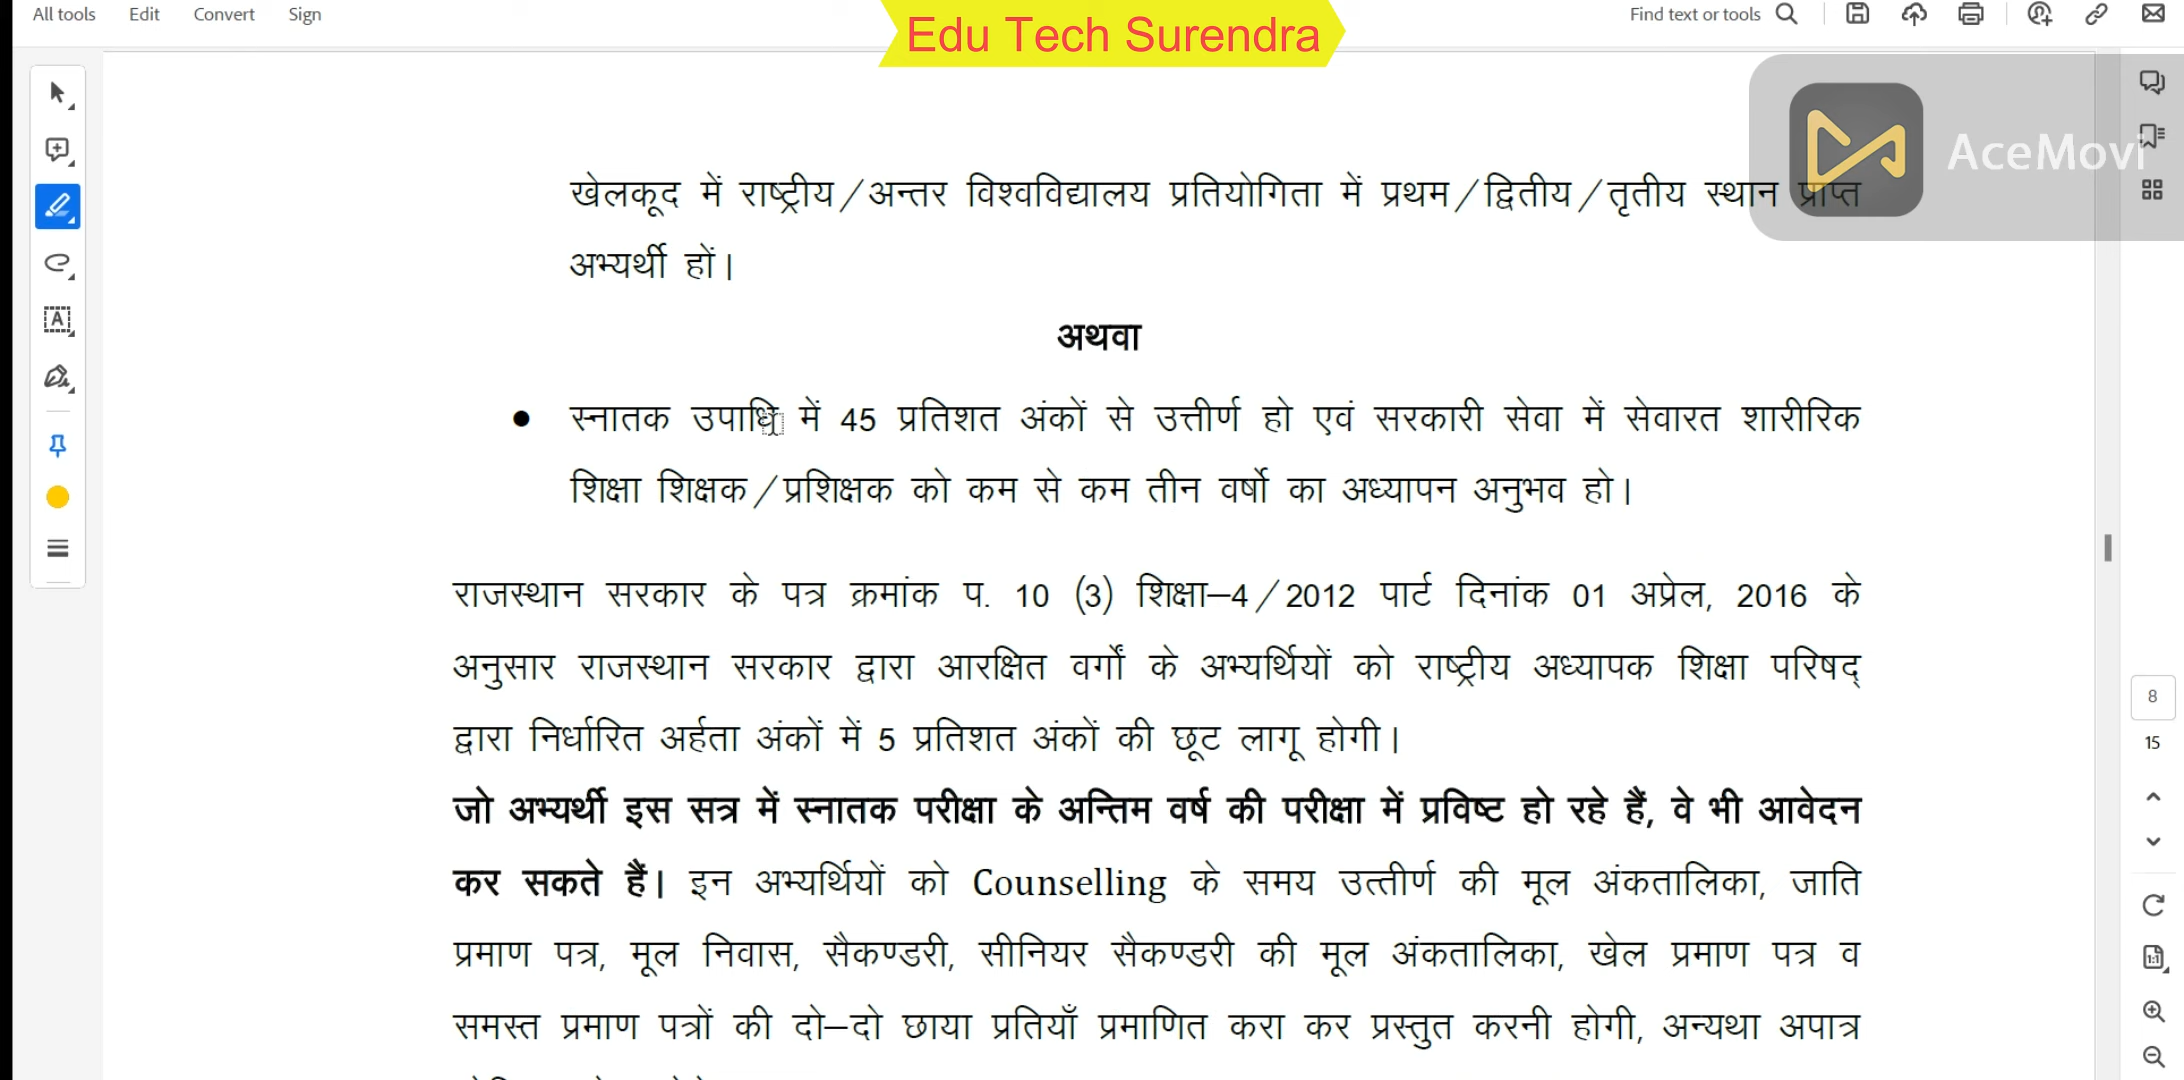 All tools Edit Convert Sign
Edu Tech Surendra
Find text or tools
AceMovi
खेलकूद में राष्ट्रीय/अन्तर विश्वविद्यालय प्रतियोगिता में प्रथम/द्वितीय/तृतीय स्थान प्राप्त
अभ्यर्थी हों।
अथवा
● स्नातक उपाधि में 45 प्रतिशत अंकों से उत्तीर्ण हो एवं सरकारी सेवा में सेवारत शारीरिक
शिक्षा शिक्षक/प्रशिक्षक को कम से कम तीन वर्षो का अध्यापन अनुभव हो।
राजस्थान सरकार के पत्र क्रमांक प. 10 (3) शिक्षा–4/2012 पार्ट दिनांक 01 अप्रेल, 2016 के
अनुसार राजस्थान सरकार द्वारा आरक्षित वर्गों के अभ्यर्थियों को राष्ट्रीय अध्यापक शिक्षा परिषद्
द्वारा निर्धारित अर्हता अंकों में 5 प्रतिशत अंकों की छूट लागू होगी।
जो अभ्यर्थी इस सत्र में स्नातक परीक्षा के अन्तिम वर्ष की परीक्षा में प्रविष्ट हो रहे हैं, वे भी आवेदन
कर सकते हैं। इन अभ्यर्थियों को Counselling के समय उत्तीर्ण की मूल अंकतालिका, जाति
प्रमाण पत्र, मूल निवास, सैकण्डरी, सीनियर सैकण्डरी की मूल अंकतालिका, खेल प्रमाण पत्र व
समस्त प्रमाण पत्रों की दो–दो छाया प्रतियाँ प्रमाणित करा कर प्रस्तुत करनी होगी, अन्यथा अपात्र
8
15